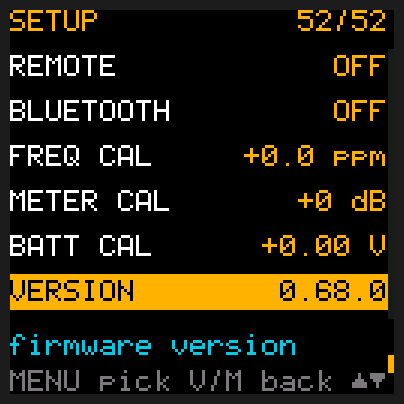 SETUP 52/52
REMOTE OFF
BLUETOOTH OFF
FREQ CAL +0.0 ppm
METER CAL +0 dB
BATT CAL +0.00 V
VERSION 0.68.0
firmware version
MENU pick V/M back ▲▼